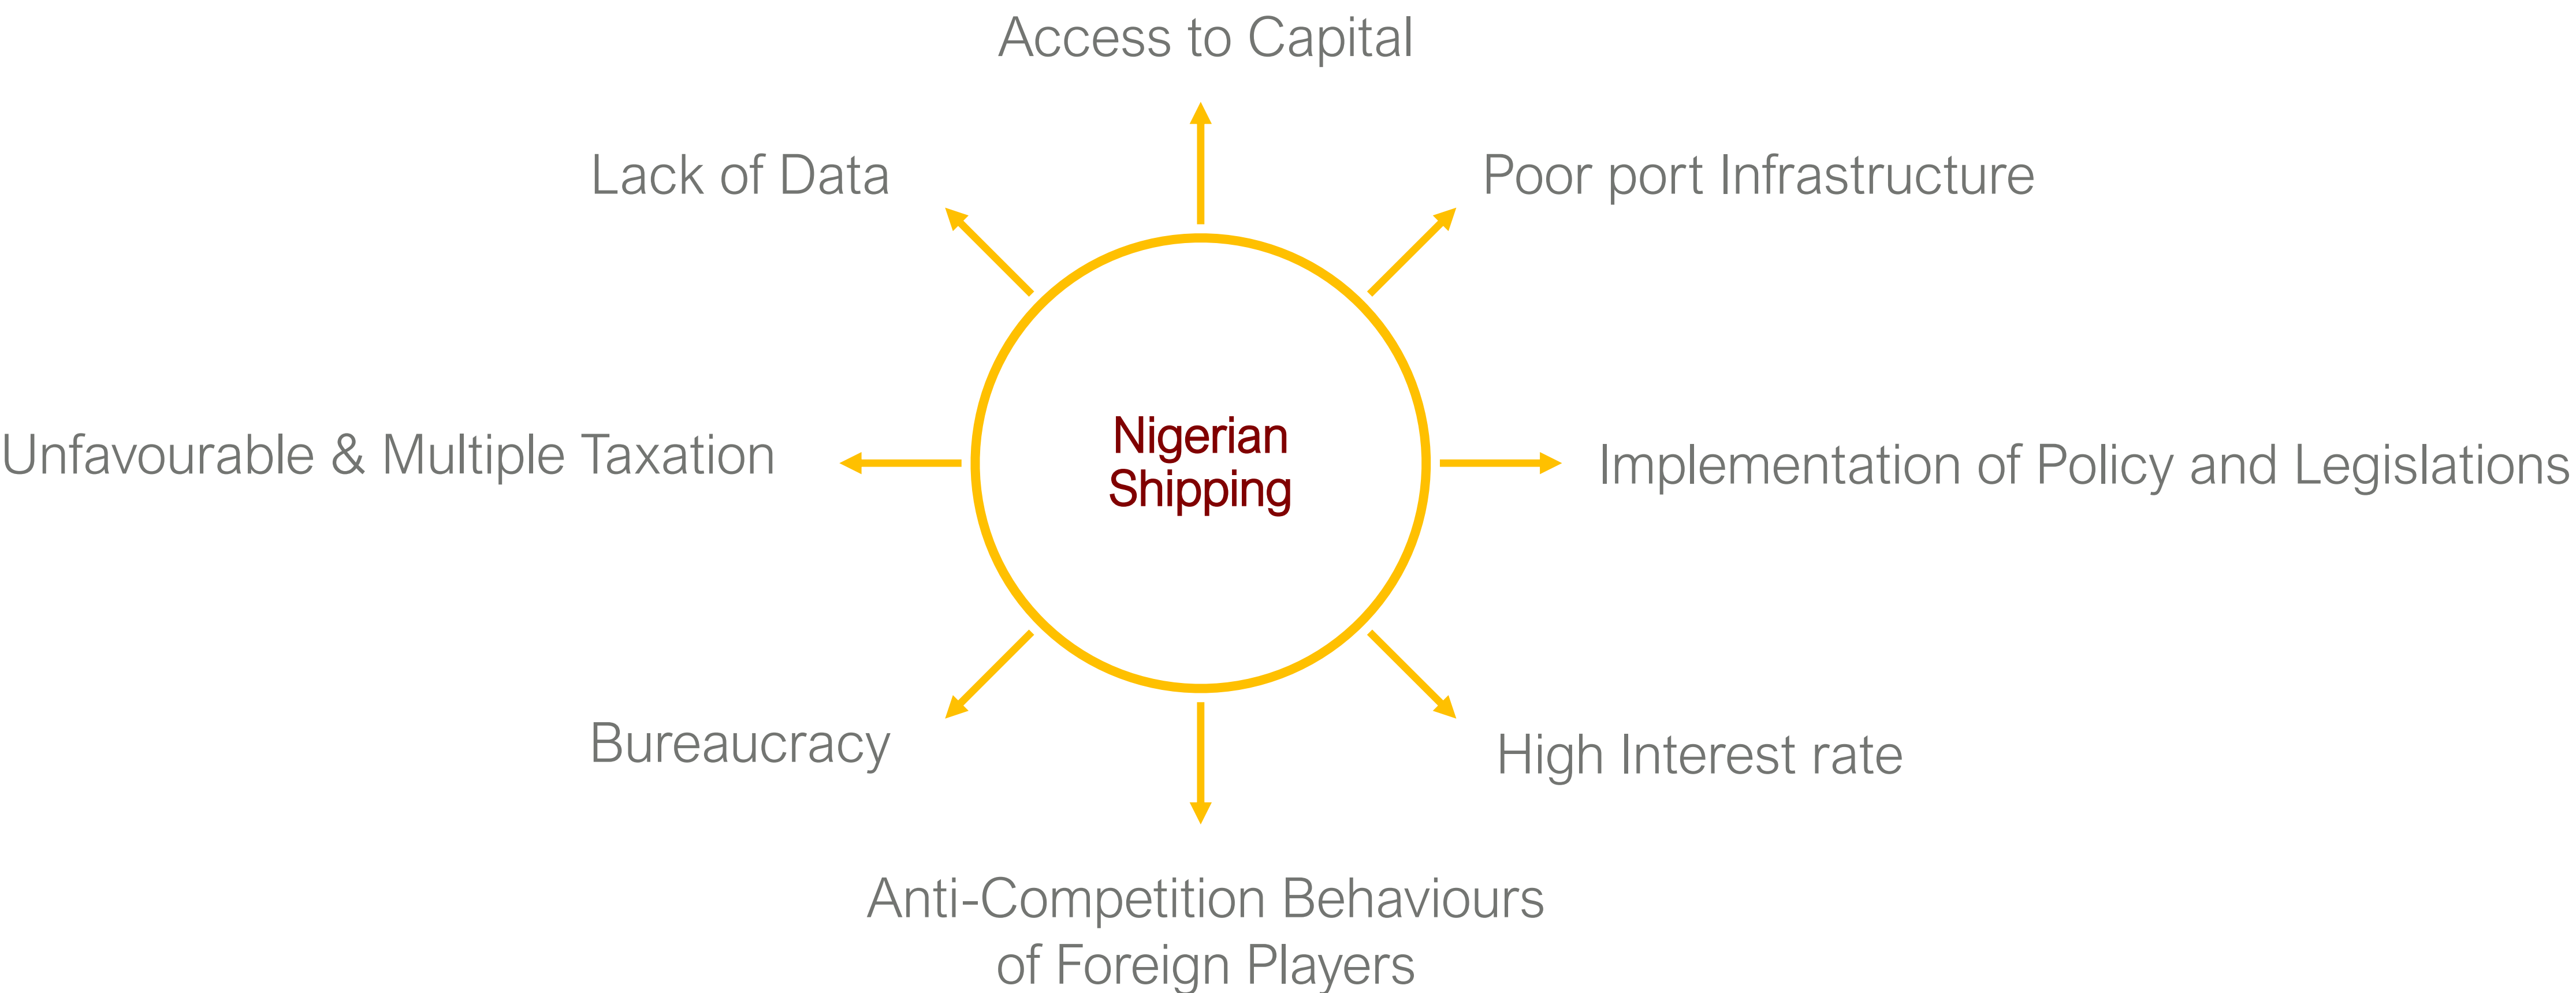 Access to Capital
Lack of Data
Poor port Infrastructure
Unfavourable & Multiple Taxation
Nigerian
Shipping
Implementation of Policy and Legislations
Bureaucracy
High Interest rate
Anti-Competition Behaviours
of Foreign Players